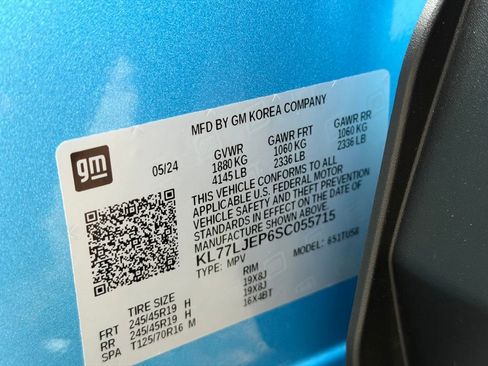 gm
MFD BY GM KOREA COMPANY
05/24
GVWR GAWR FRT GAWR RR
1880 KG 1060 KG 1060 KG
4145 LB 2336 LB 2336 LB
THIS VEHICLE CONFORMS TO ALL
APPLICABLE U.S. FEDERAL MOTOR
VEHICLE SAFETY AND THEFT PREVENTION
STANDARDS IN EFFECT ON THE DATE OF
MANUFACTURE SHOWN ABOVE
KL77LJEP6SC055715
TYPE: MPV MODEL: 851TU58
TIRE SIZE RIM
FRT 245/45R19 H 19X8J
RR 245/45R19 H 19X8J
SPA T125/70R16 M 16X4BT